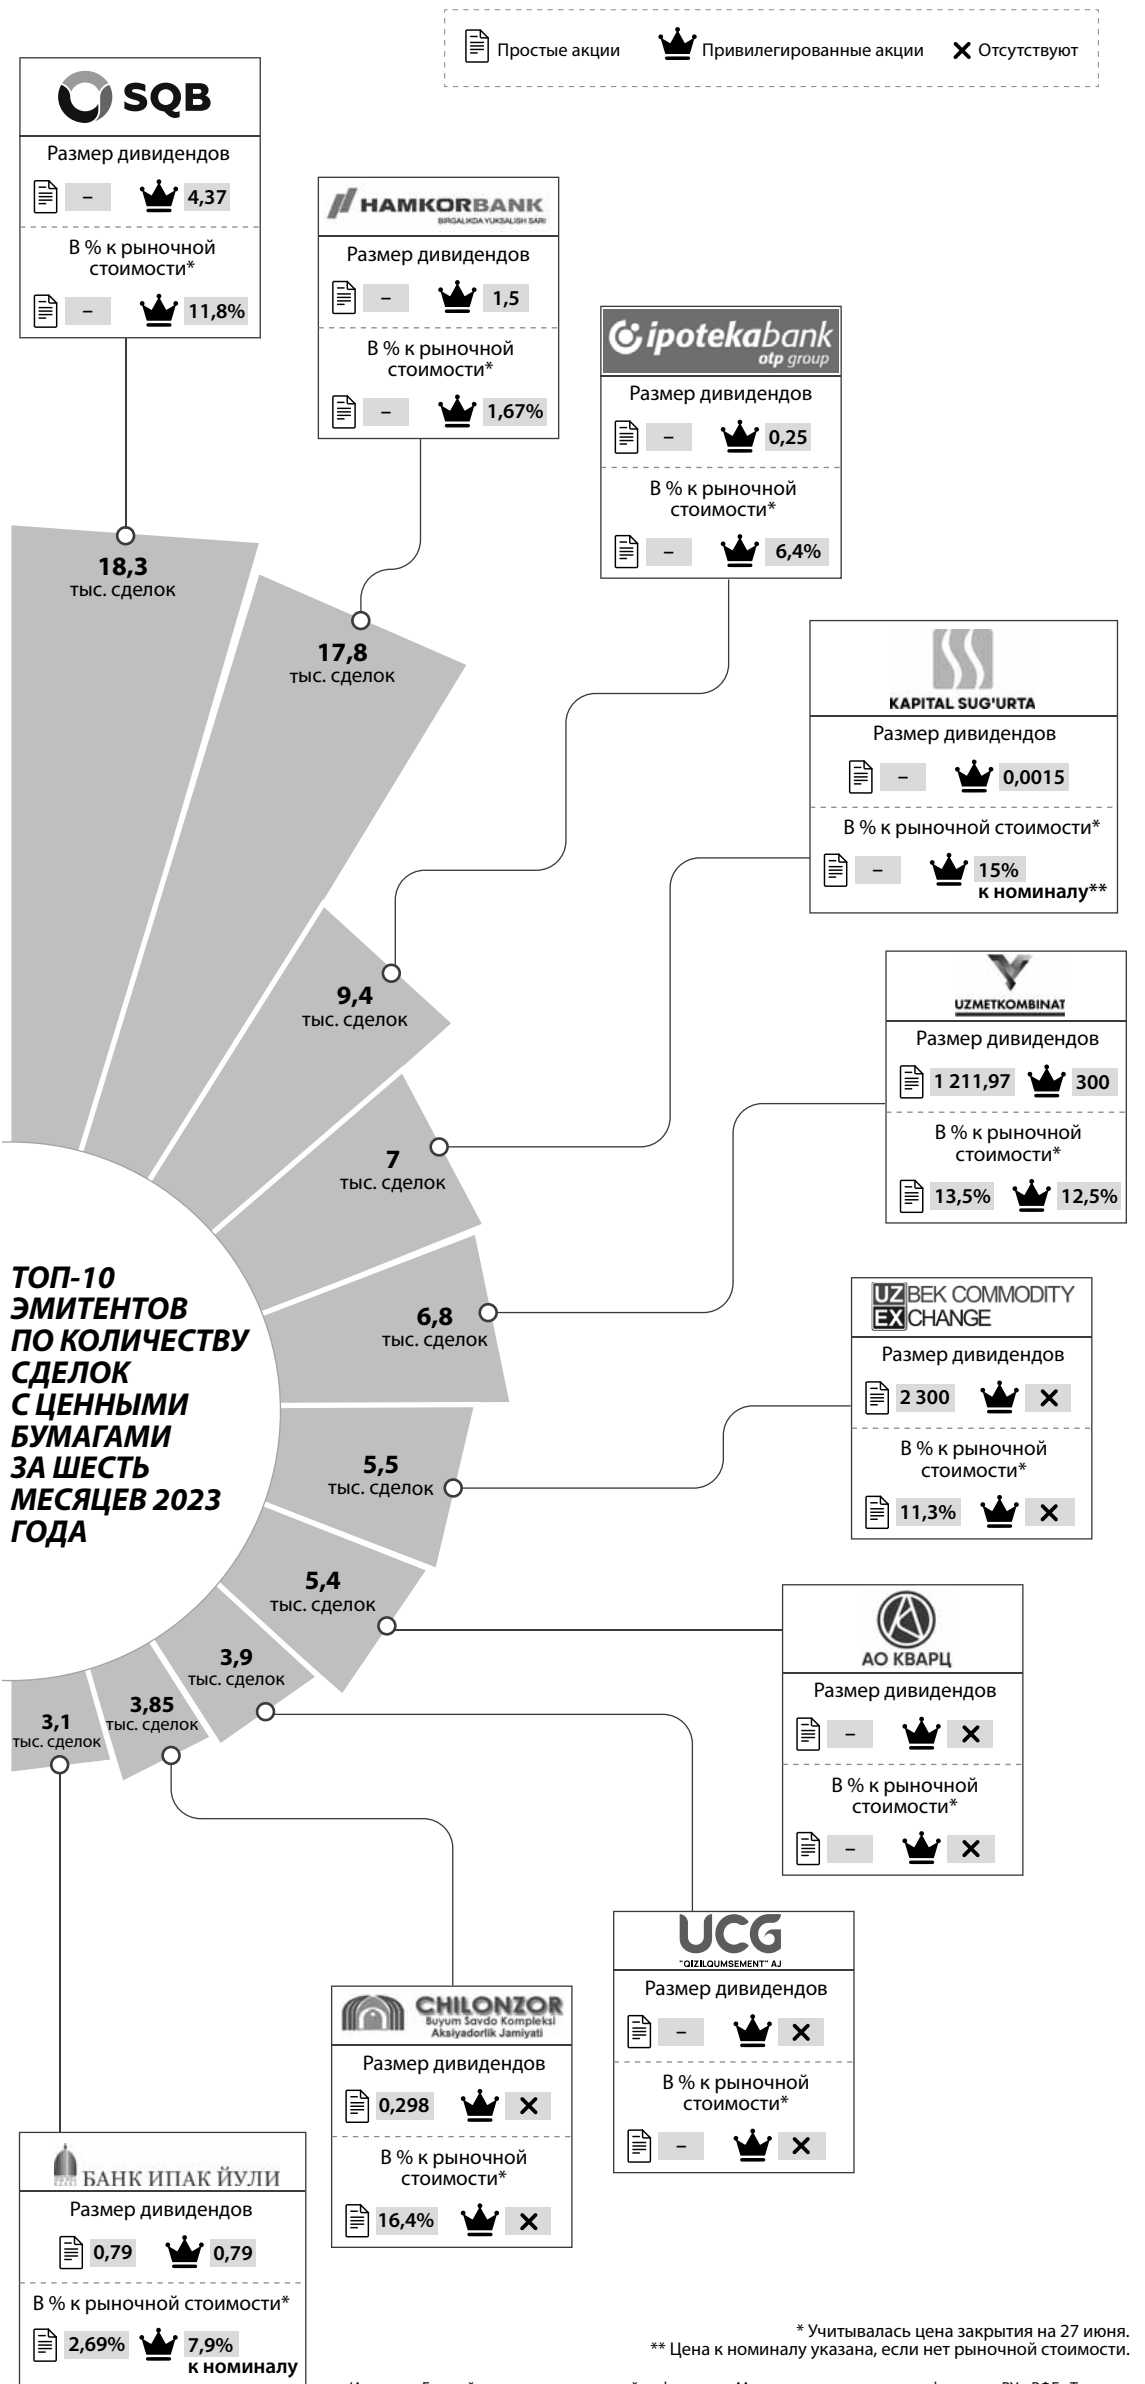 Простые акции Привилегированные акции Отсутствуют
SQB
Размер дивидендов
– 4,37
В % к рыночной
стоимости*
– 11,8%
HAMKORBANK
BIRGALIKDA YUKSALISH SARI
Размер дивидендов
– 1,5
В % к рыночной
стоимости*
– 1,67%
ipotekabank
otp group
Размер дивидендов
– 0,25
В % к рыночной
стоимости*
– 6,4%
18,3
тыс. сделок
17,8
тыс. сделок
KAPITAL SUG'URTA
Размер дивидендов
– 0,0015
В % к рыночной стоимости*
– 15%
к номиналу**
9,4
тыс. сделок
UZMETKOMBINAT
Размер дивидендов
1 211,97 300
В % к рыночной
стоимости*
13,5% 12,5%
7
тыс. сделок
6,8
тыс. сделок
UZBEK COMMODITY
EXCHANGE
Размер дивидендов
2 300
В % к рыночной
стоимости*
11,3%
ТОП-10
ЭМИТЕНТОВ
ПО КОЛИЧЕСТВУ
СДЕЛОК
С ЦЕННЫМИ
БУМАГАМИ
ЗА ШЕСТЬ
МЕСЯЦЕВ 2023
ГОДА
5,5
тыс. сделок
5,4
тыс. сделок
АО КВАРЦ
Размер дивидендов
–
В % к рыночной
стоимости*
–
3,9
тыс. сделок
3,85
тыс. сделок
3,1
тыс. сделок
UCG
"QIZILQUMSEMENT" AJ
Размер дивидендов
–
В % к рыночной
стоимости*
–
CHILONZOR
Buyum Savdo Kompleksi
Aksiyadorlik Jamiyati
Размер дивидендов
0,298
В % к рыночной
стоимости*
16,4%
БАНК ИПАК ЙУЛИ
Размер дивидендов
0,79 0,79
В % к рыночной стоимости*
2,69% 7,9%
к номиналу
* Учитывалась цена закрытия на 27 июня.
** Цена к номиналу указана, если нет рыночной стоимости.